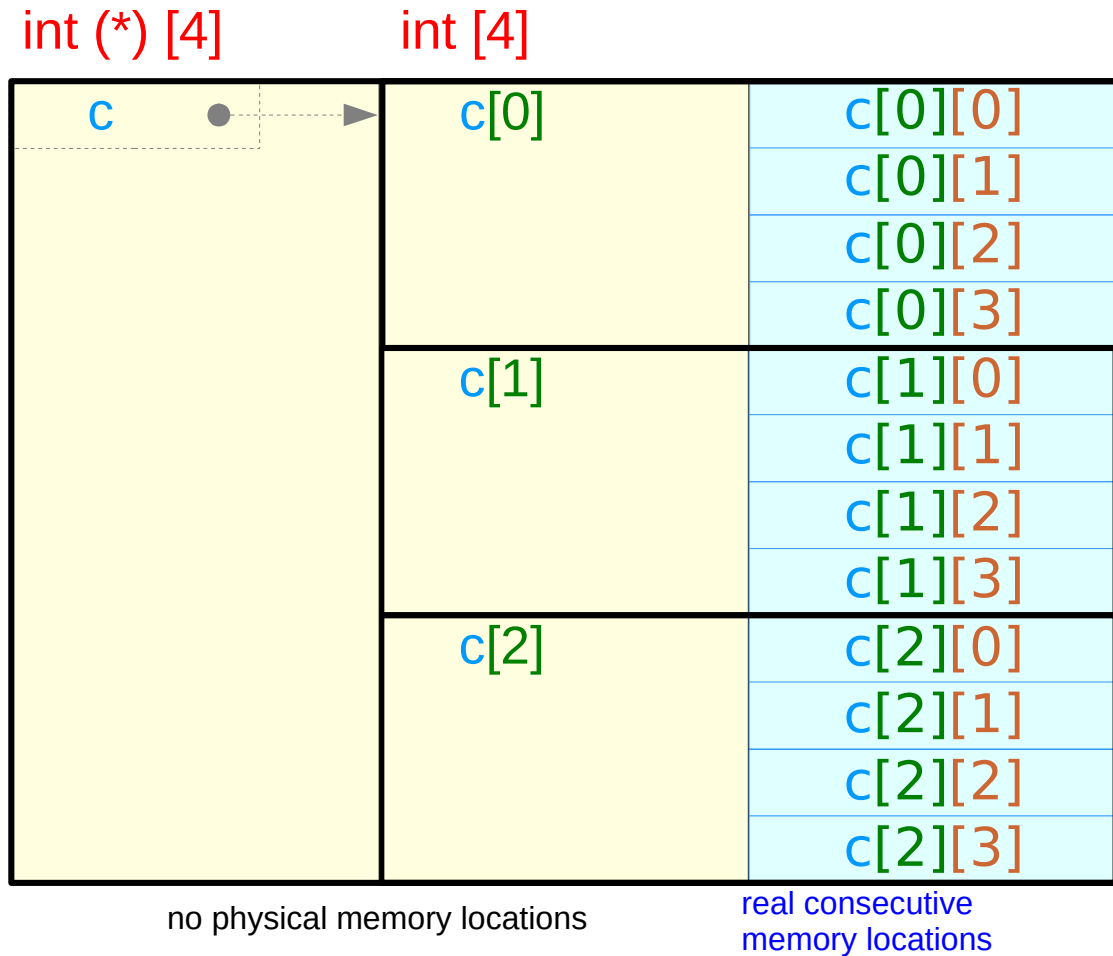 int (*) [4] int [4]
c c[0] c[0][0]
c[0][1]
c[0][2]
c[0][3]
c[1] c[1][0]
c[1][1]
c[1][2]
c[1][3]
c[2] c[2][0]
c[2][1]
c[2][2]
c[2][3]
no physical memory locations
real consecutive
memory locations